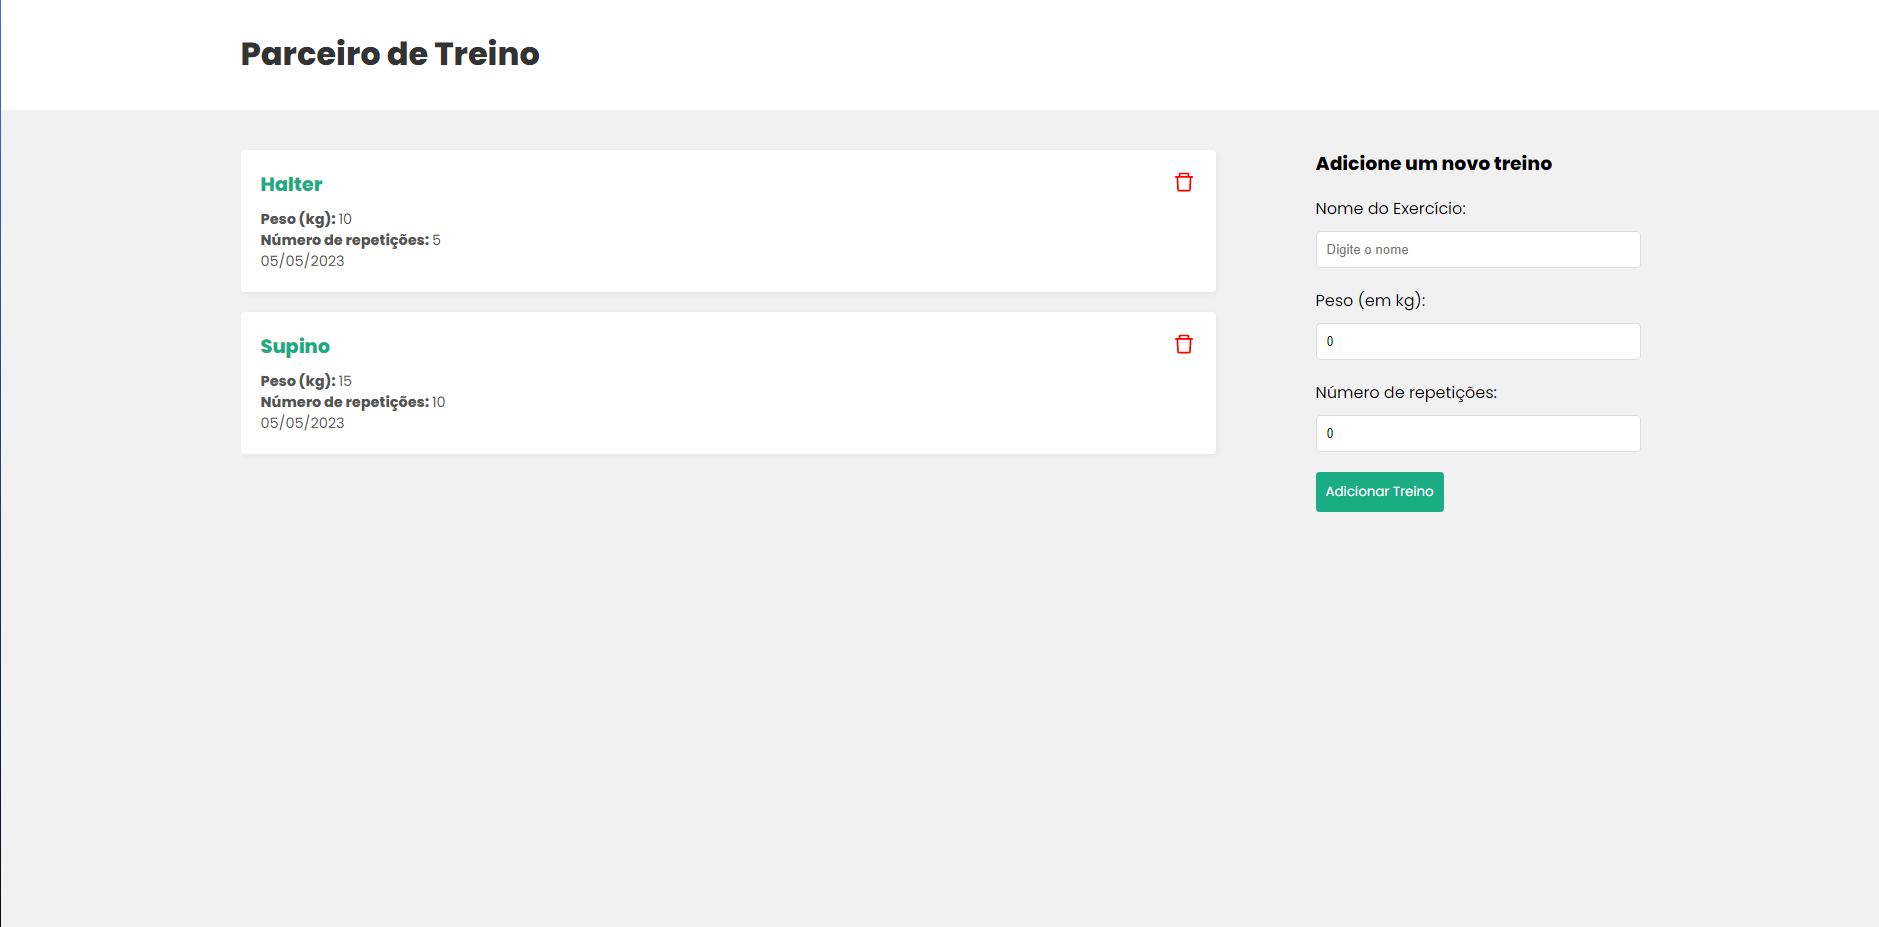 Parceiro de Treino
Halter
Peso (kg): 10
Número de repetições: 5
05/05/2023
Supino
Peso (kg): 15
Número de repetições: 10
05/05/2023
Adicione um novo treino
Nome do Exercício:
Digite o nome
Peso (em kg):
0
Número de repetições:
0
Adicionar Treino